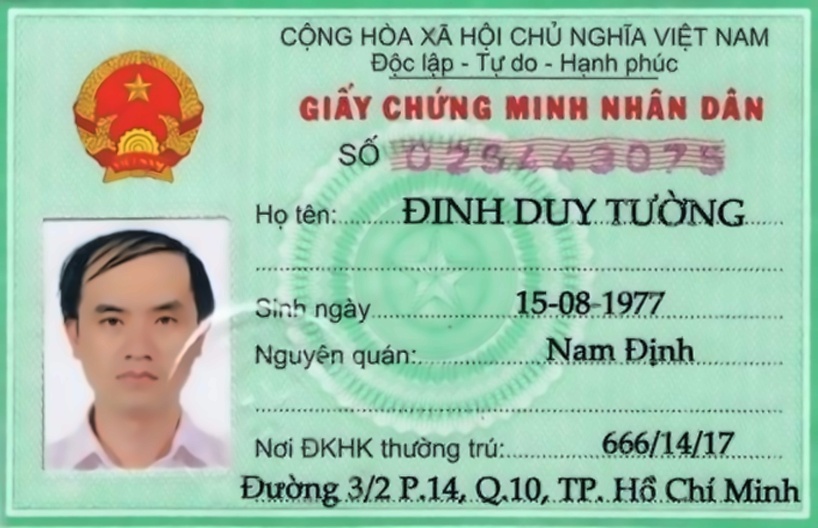 CỘNG HÒA XÃ HỘI CHỦ NGHĨA VIỆT NAM
Độc lập - Tự do - Hạnh phúc
GIẤY CHỨNG MINH NHÂN DÂN
SỐ 025443075
VIỆT NAM
Họ tên: ĐINH DUY TƯỜNG
Sinh ngày 15-08-1977
Nguyên quán: Nam Định
Nơi ĐKHK thường trú: 666/14/17
Đường 3/2 P.14, Q.10, TP. Hồ Chí Minh